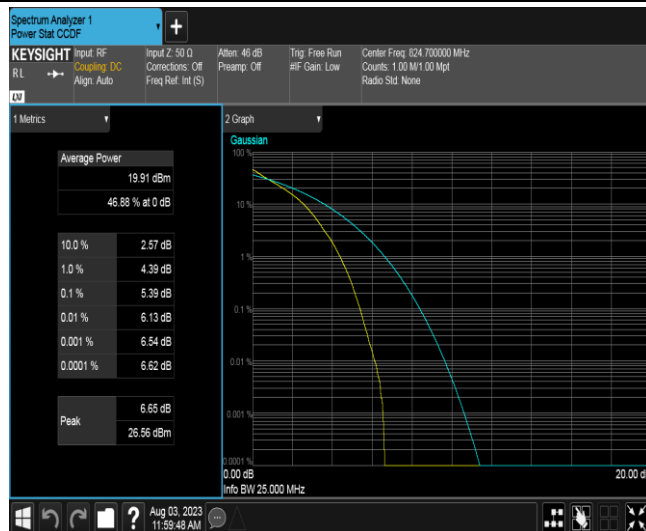 Spectrum Analyzer 1
Power Stat CCDF
+
KEYSIGHT
RL
Input: RF
Coupling: DC
Align: Auto
Input Z: 50 Ω
Corrections: Off
Freq Ref: Int (S)
Atten: 46 dB
Preamp: Off
Trig: Free Run
#IF Gain: Low
Center Freq: 824.700000 MHz
Counts: 1.00 M/1.00 Mpt
Radio Std: None
1 Metrics
Average Power
19.91 dBm
46.88 % at 0 dB
10.0 % 2.57 dB
1.0 % 4.39 dB
0.1 % 5.39 dB
0.01 % 6.13 dB
0.001 % 6.54 dB
0.0001 % 6.62 dB
Peak
6.65 dB
26.56 dBm
2 Graph
Gaussian
100 %
10 %
1 %
0.1 %
0.01 %
0.001 %
0.0001 %
0.00 dB
20.00 d
Info BW 25.000 MHz
?
Aug 03, 2023
11:59:48 AM